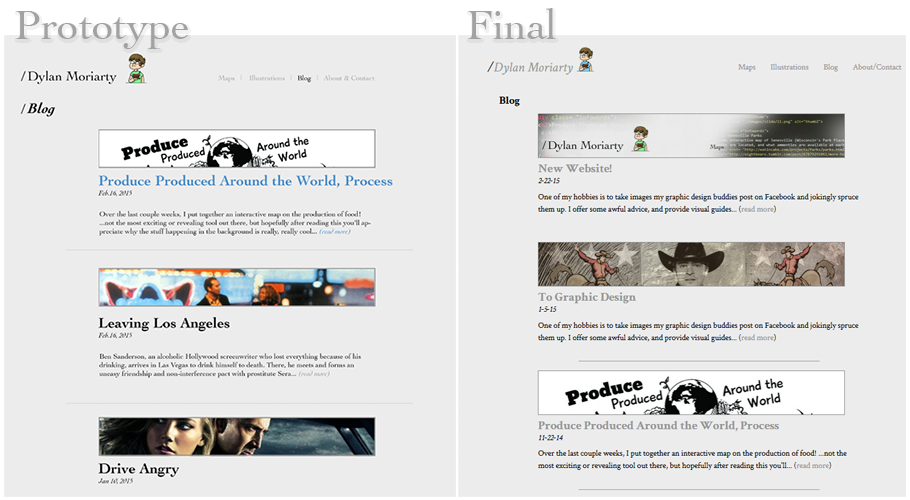 Prototype
/Dylan Moriarty
Maps | Illustrations | Blog | About & Contact
/Blog
Produce Produced Around the World
Produce Produced Around the World, Process
Feb.16, 2015
Over the last couple weeks, I put together an interactive map on the production of food!
...not the most exciting or revealing tool out there, but hopefully after reading this you'll ap-
preciate why the stuff happening in the background is really, really cool... (read more)
Leaving Los Angeles
Feb.16, 2015
Ben Sanderson, an alcoholic Hollywood screenwriter who lost everything because of his
drinking, arrives in Las Vegas to drink himself to death. There, he meets and forms an
uneasy friendship and non-interference pact with prostitute Sera... (read more)
Drive Angry
Jan 10, 2015
Final
/Dylan Moriarty
Maps Illustrations Blog About/Contact
Blog
/Dylan Moriarty
Maps
New Website!
2-22-15
One of my hobbies is to take images my graphic design buddies post on Facebook and jokingly spruce
them up. I offer some awful advice, and provide visual guides... (read more)
To Graphic Design
1-5-15
One of my hobbies is to take images my graphic design buddies post on Facebook and jokingly spruce
them up. I offer some awful advice, and provide visual guides... (read more)
Produce Produced Around the World
Produce Produced Around the World, Process
11-22-14
Over the last couple weeks, I put together an interactive map on the production of food! ...not the
most exciting or revealing tool out there, but hopefully after reading this you'll... (read more)